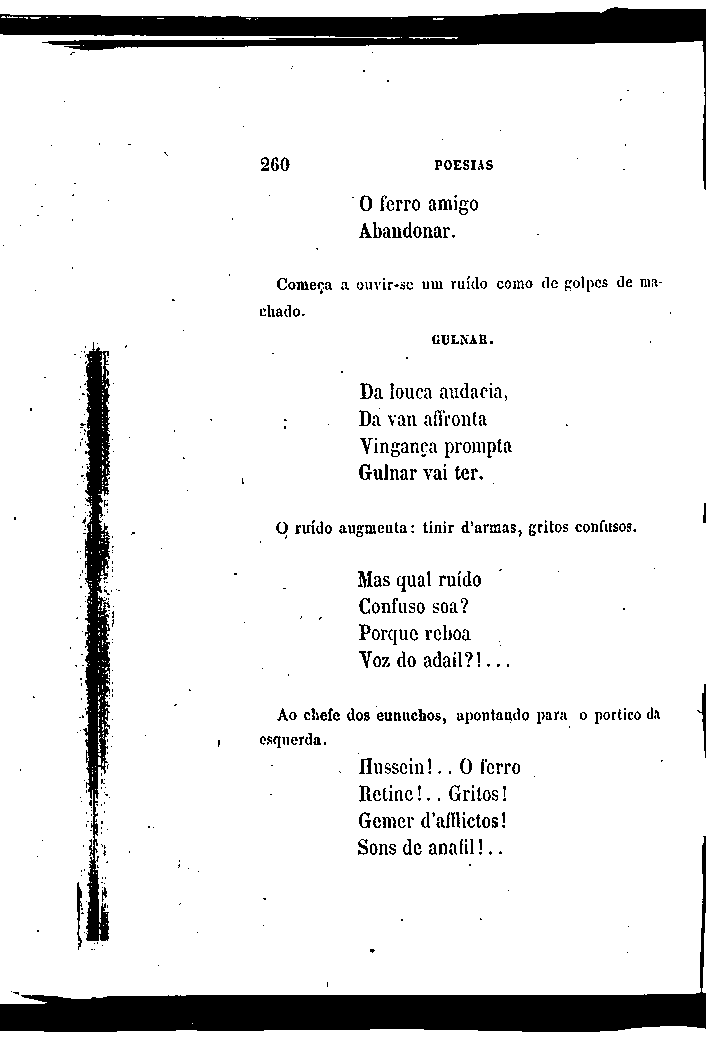 260 POESIAS
O ferro amigo
Abandonar.
Começa a ouvir-se um ruído como de golpes de ma-
chado.
GULNAR.
Da louca audacia,
Da van affronta
Vingança prompta
Gulnar vai ter.
O ruído augmenta: tinir d'armas, gritos confusos.
Mas qual ruído
Confuso soa?
Porque reboa
Voz do adail?!...
Ao chefe dos eunuchos, apontando para o portico da
esquerda.
Hussein!.. O ferro
Retine!.. Gritos!
Gemer d'afflictos!
Sons de anafil!..